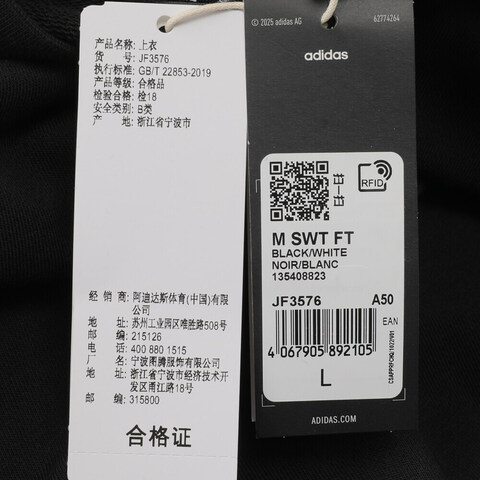 产品名称: 上衣
货 号: JF3576
执行标准: GB/T 22853-2019
产品等级: 合格品
检验合格: 检18
安全类别: B类
产 地: 浙江省宁波市
经 销 商: 阿迪达斯体育(中国)有限
公司
地 址: 苏州工业园区唯胜路508号
邮 编: 215126
电 话: 400 880 1515
厂 名: 宁波图腾服饰有限公司
地 址: 浙江省宁波市经济技术开
发区甬江路18号
邮 编: 315800
合格证
© 2025 adidas AG
62774264
adidas
RFID
M SWT FT
BLACK/WHITE
NOIR/BLANC
135408823
JF3576 A50
EAN
4 067905 892105
L
ADIDAS.COM